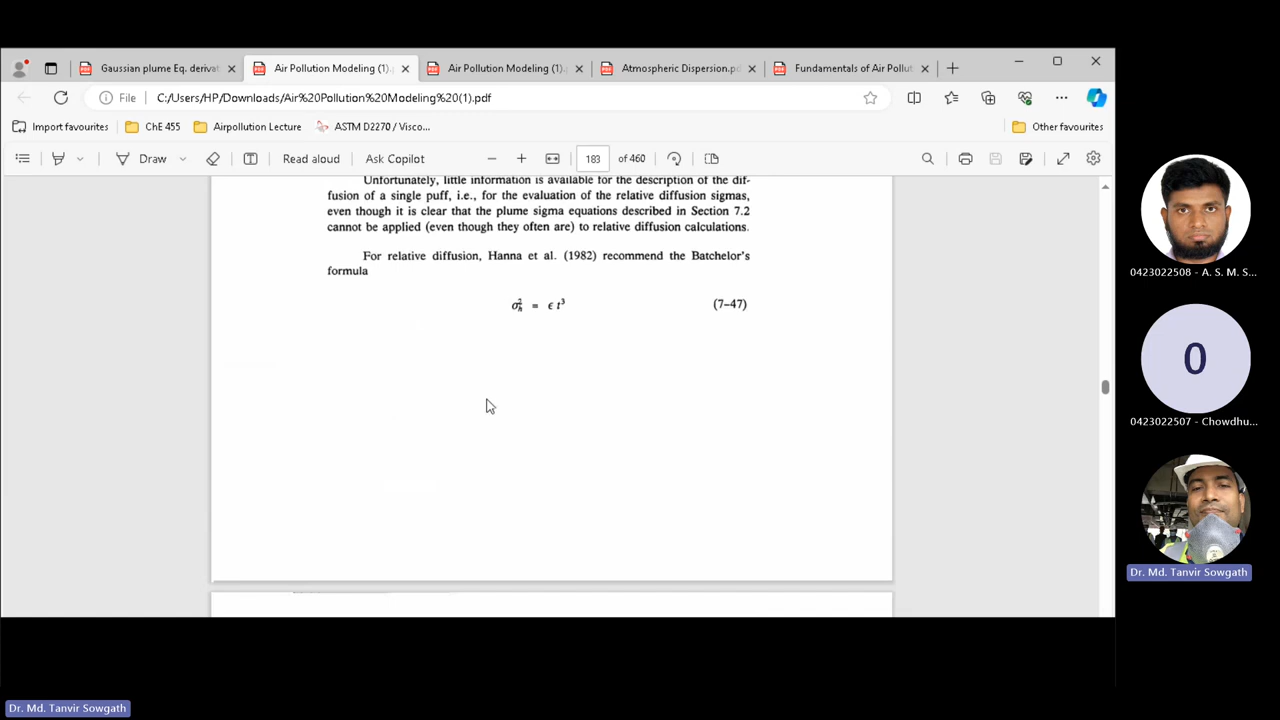 Gaussian plume Eq. derivat
Air Pollution Modeling (1).p
Air Pollution Modeling (1).p
Atmospheric Dispersion.pd
Fundamentals of Air Pollut
File
C:/Users/HP/Downloads/Air%20Pollution%20Modeling%20(1).pdf
Import favourites
ChE 455
Airpollution Lecture
ASTM D2270 / Visco...
Other favourites
Draw
Read aloud
Ask Copilot
183
of 460
Unfortunately, little information is available for the description of the dif-
fusion of a single puff, i.e., for the evaluation of the relative diffusion sigmas,
even though it is clear that the plume sigma equations described in Section 7.2
cannot be applied (even though they often are) to relative diffusion calculations.
For relative diffusion, Hanna et al. (1982) recommend the Batchelor's
formula
σ²ₕ = ϵ t³ (7-47)
0423022508 - A. S. M. S...
0
0423022507 - Chowdhu...
Dr. Md. Tanvir Sowgath
Dr. Md. Tanvir Sowgath